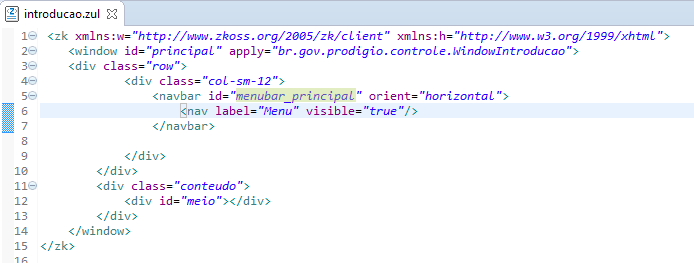 introducao.zul
1 <zk xmlns:w="http://www.zkoss.org/2005/zk/client" xmlns:h="http://www.w3.org/1999/xhtml">
2 <window id="principal" apply="br.gov.prodigio.controle.WindowIntroducao">
3 <div class="row">
4 <div class="col-sm-12">
5 <navbar id="menubar_principal" orient="horizontal">
6 <nav label="Menu" visible="true"/>
7 </navbar>
8
9 </div>
10 </div>
11 <div class="conteudo">
12 <div id="meio"></div>
13 </div>
14 </window>
15 </zk>